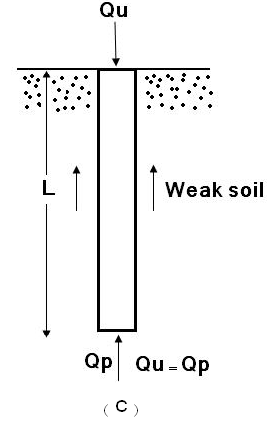 Qu
L
Weak soil
Qp
Qu = Qp
( C )